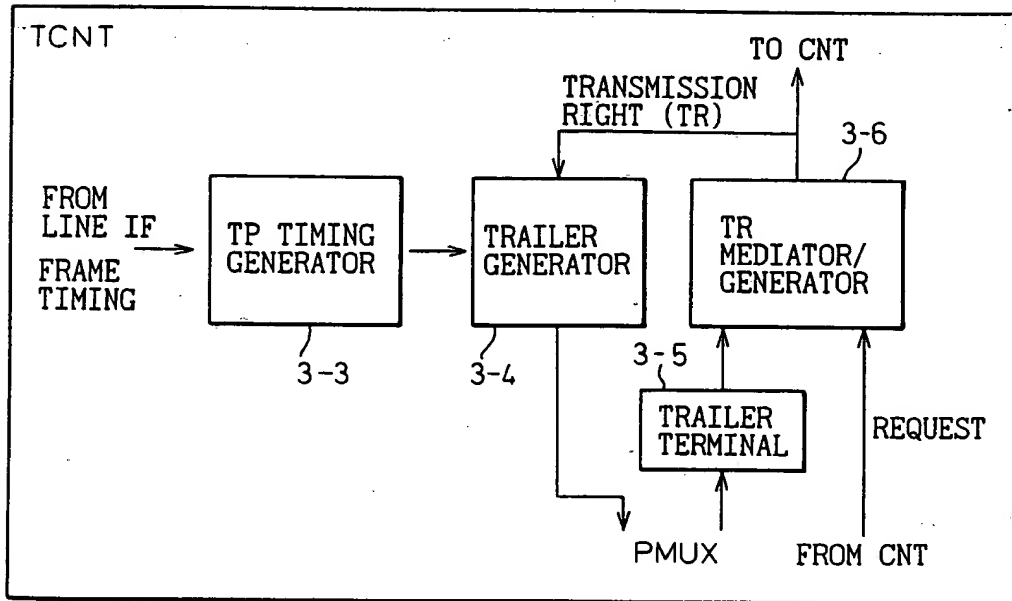 TCNT
TO CNT
TRANSMISSION
RIGHT (TR)
3-6
FROM
LINE IF
FRAME
TIMING
TP TIMING
GENERATOR
TRAILER
GENERATOR
TR
MEDIATOR/
GENERATOR
3-3
3-4
3-5
TRAILER
TERMINAL
REQUEST
PMUX
FROM CNT